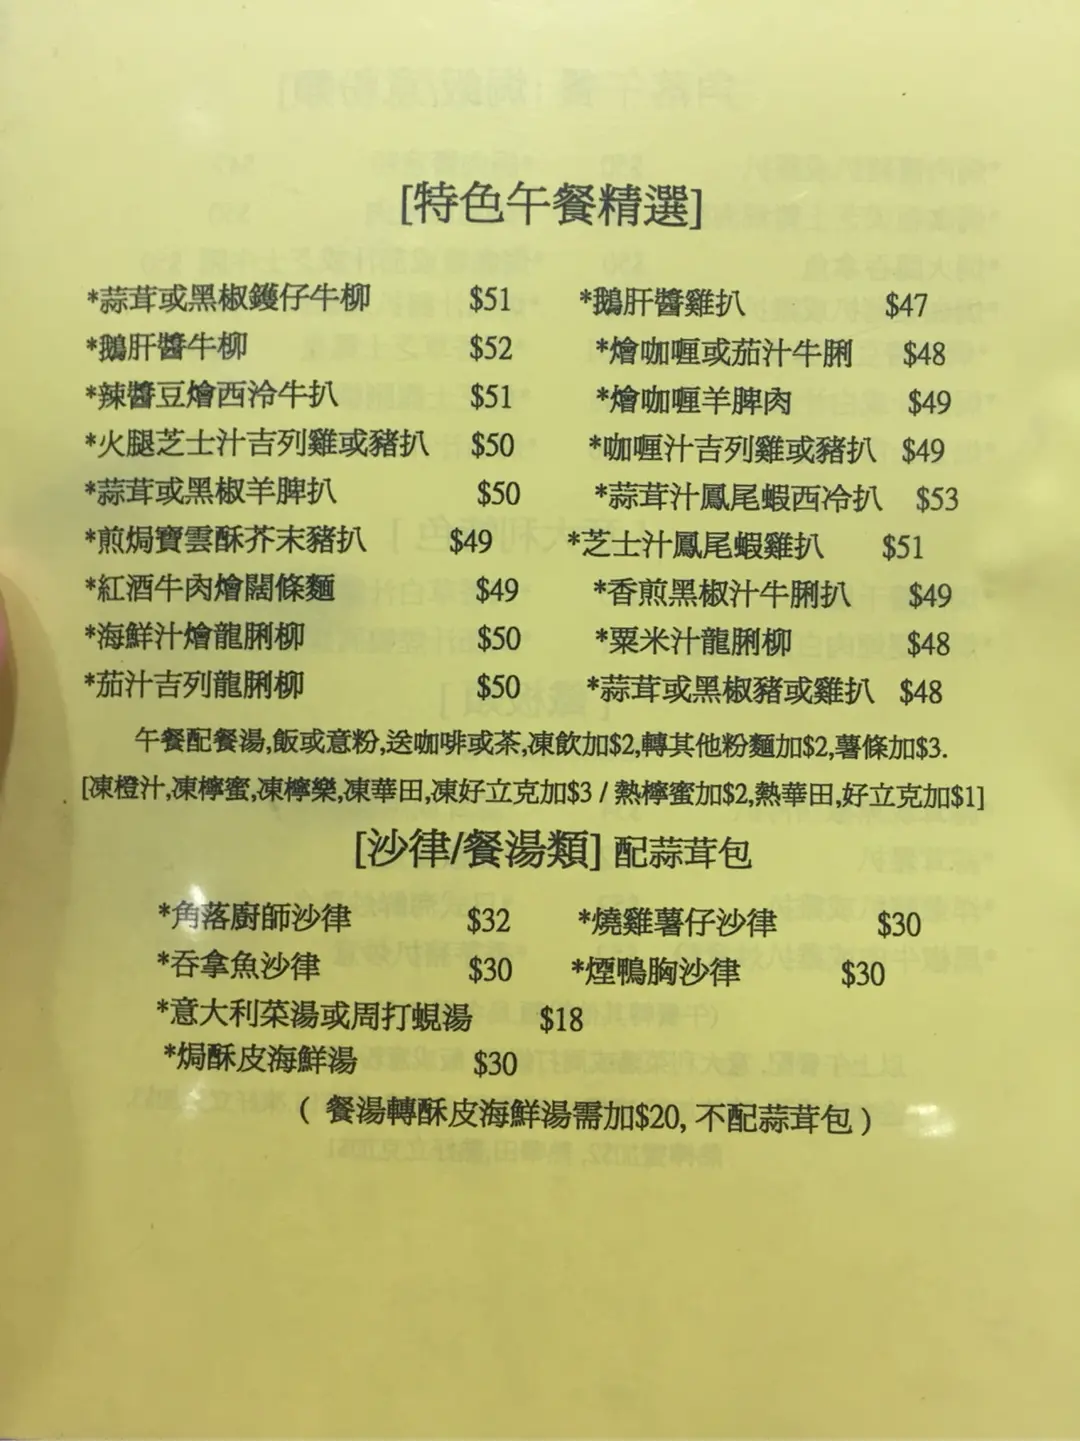 [特色午餐精選]
*蒜茸或黑椒鑊仔牛柳 $51 *鵝肝醬雞扒 $47
*鵝肝醬牛柳 $52 *燴咖喱或茄汁牛脷 $48
*辣醬豆燴西冷牛扒 $51 *燴咖喱羊脾肉 $49
*火腿芝士汁吉列雞或豬扒 $50 *咖喱汁吉列雞或豬扒 $49
*蒜茸或黑椒羊脾扒 $50 *蒜茸汁鳳尾蝦西冷扒 $53
*煎焗寶雲酥芥末豬扒 $49 *芝士汁鳳尾蝦雞扒 $51
*紅酒牛肉燴闊條麵 $49 *香煎黑椒汁牛脷扒 $49
*海鮮汁燴龍脷柳 $50 *粟米汁龍脷柳 $48
*茄汁吉列龍脷柳 $50 *蒜茸或黑椒豬或雞扒 $48
午餐配餐湯,飯或意粉,送咖啡或茶,凍飲加$2,轉其他粉麵加$2,薯條加$3.
[凍橙汁,凍檸蜜,凍檸樂,凍華田,凍好立克加$3 / 熱檸蜜加$2,熱華田,好立克加$1]
[沙律/餐湯類] 配蒜茸包
*角落廚師沙律 $32 *燒雞薯仔沙律 $30
*吞拿魚沙律 $30 *煙鴨胸沙律 $30
*意大利菜湯或周打蜆湯 $18
*焗酥皮海鮮湯 $30
( 餐湯轉酥皮海鮮湯需加$20, 不配蒜茸包 )